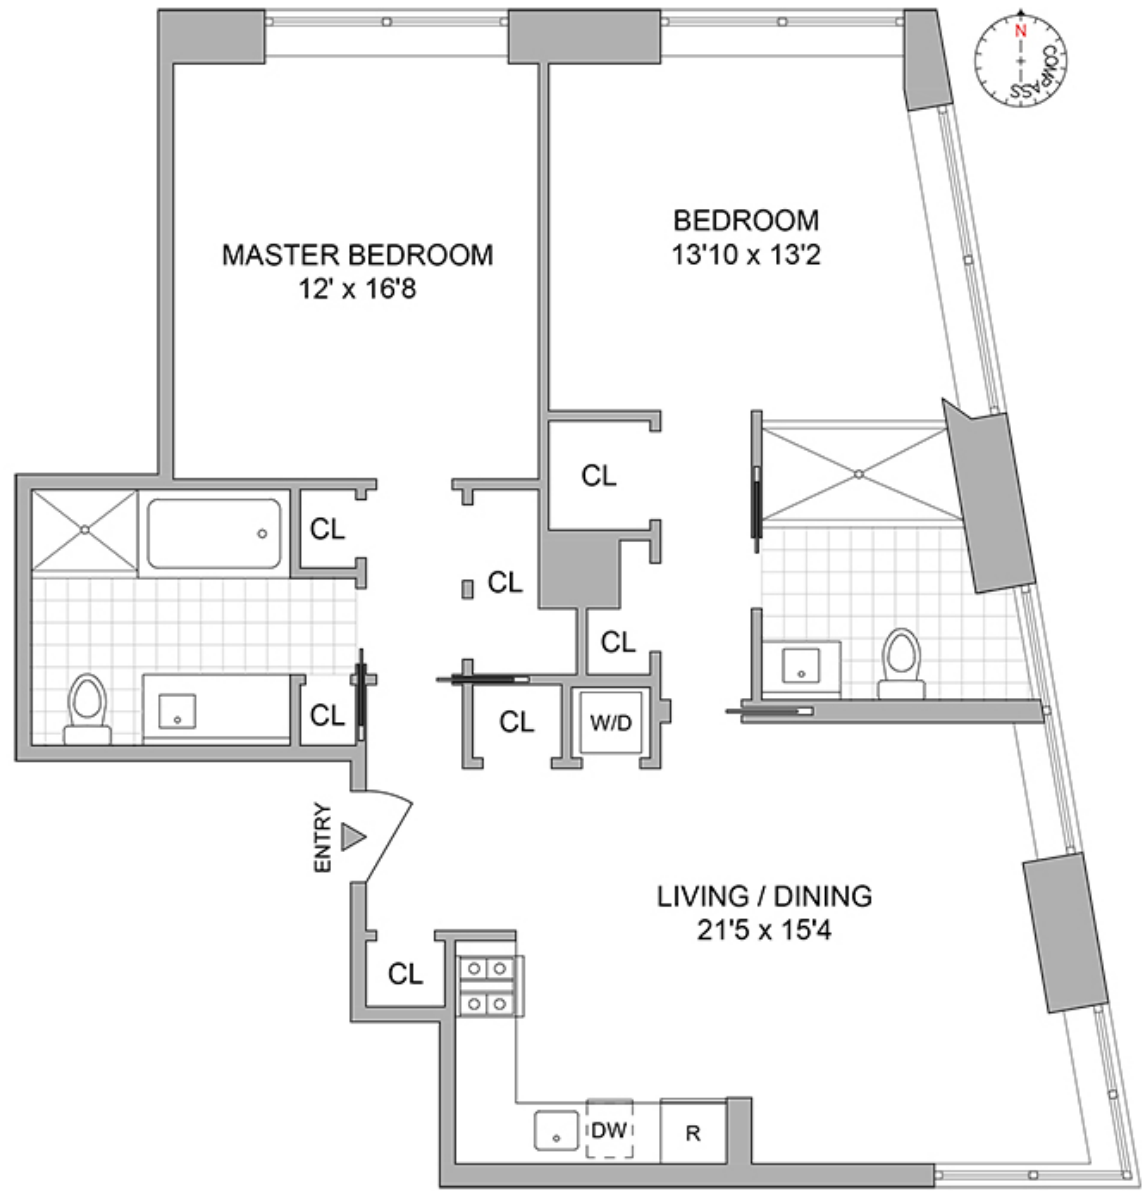 N
COMPASS
MASTER BEDROOM
12' x 16'8
BEDROOM
13'10 x 13'2
CL
CL
CL
CL
CL
CL
W/D
ENTRY
LIVING / DINING
21'5 x 15'4
CL
DW
R